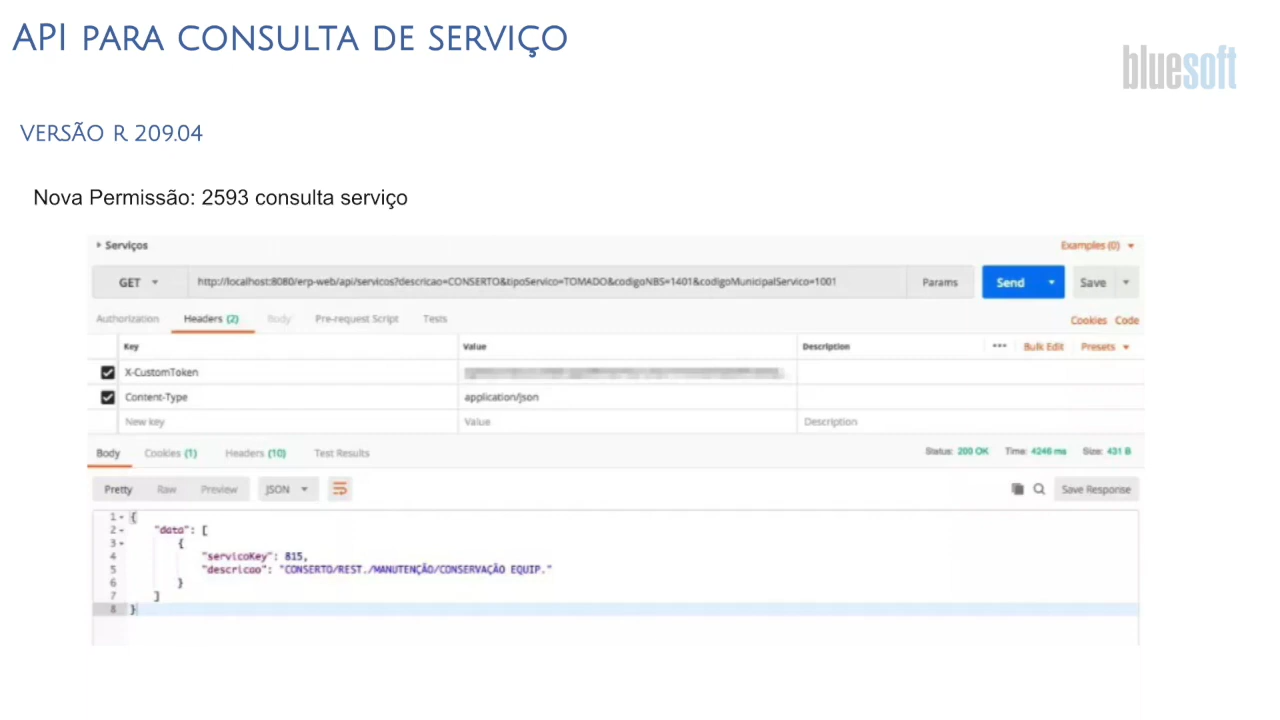 API PARA CONSULTA DE SERVIÇO
bluesoft
VERSÃO R 209.04
Nova Permissão: 2593 consulta serviço
Serviços
Examples (0)
GET
http://localhost:8080/erp-web/api/servicos?descricao=CONSERTO&tipoServico=TOMADO&codigoNBS=1401&codigoMunicipalServico=1001
Params
Send
Save
Authorization Headers (2) Body Pre-request Script Tests
Cookies Code
Key Value Description ••• Bulk Edit Presets
X-CustomToken
Content-Type application/json
New key Value Description
Body Cookies (1) Headers (10) Test Results
Status: 200 OK Time: 4246 ms Size: 431 B
Pretty Raw Preview JSON
Save Response
1 {
2 "data": [
3 {
4 "servicoKey": 815,
5 "descricao": "CONSERTO/REST./MANUTENÇÃO/CONSERVAÇÃO EQUIP."
6 }
7 ]
8 }